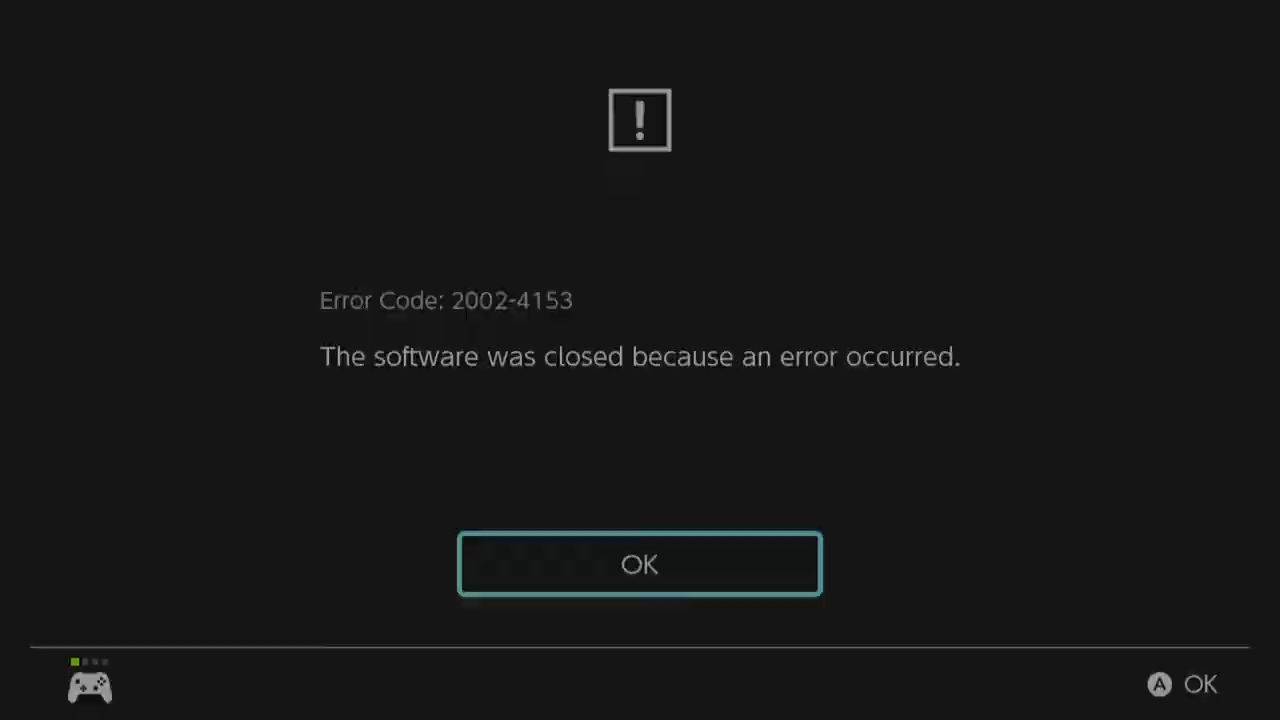 !
Error Code: 2002-4153
The software was closed because an error occurred.
OK
A OK